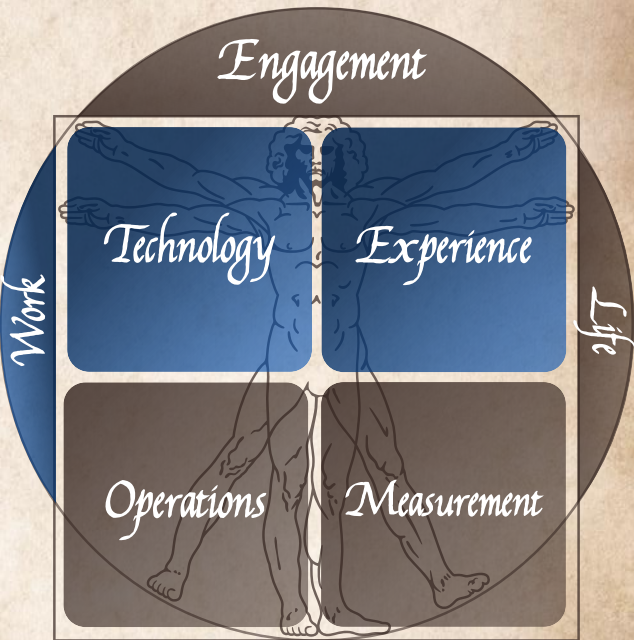 Engagement
Technology
Experience
Work
Life
Operations
Measurement